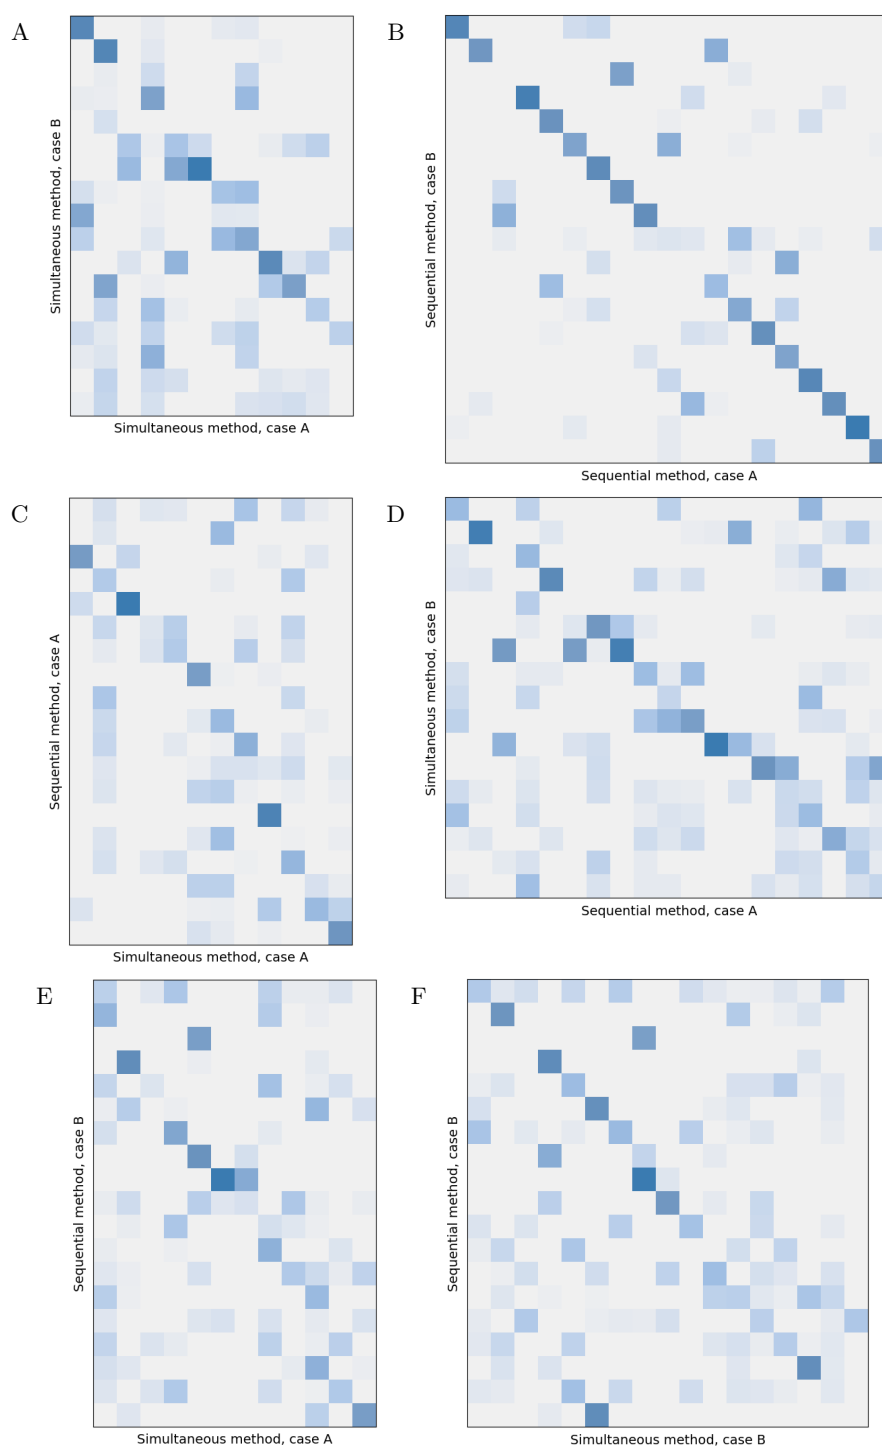 A
Simultaneous method, case B
Simultaneous method, case A
B
Sequential method, case B
Sequential method, case A
C
Sequential method, case A
Simultaneous method, case A
D
Simultaneous method, case B
Sequential method, case A
E
Sequential method, case B
Simultaneous method, case A
F
Sequential method, case B
Simultaneous method, case B